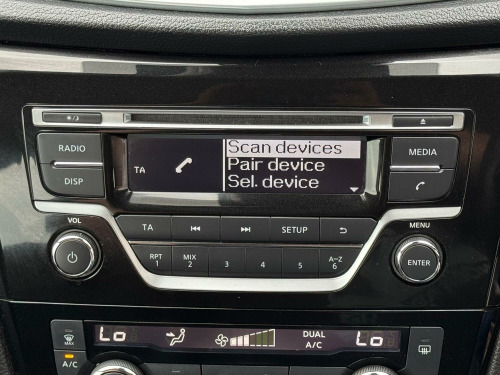 RADIO
DISP
TA
Scan devices
Pair device
Sel. device
MEDIA
VOL
TA
SETUP
MENU
RPT
1
MIX
2
3
4
5
A-Z
6
ENTER
MAX
A/C
Lo
DUAL
A/C
Lo